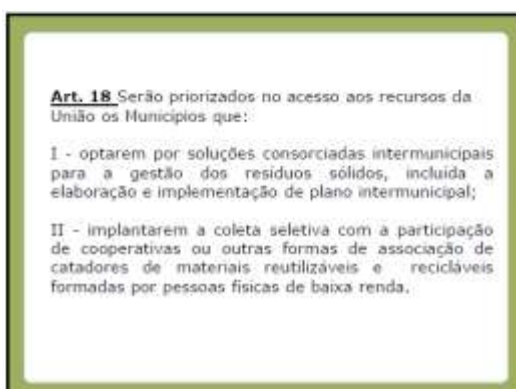 Art. 18 Serão priorizados no acesso aos recursos da
União os Municípios que:
I - optarem por soluções consorciadas intermunicipais
para a gestão dos resíduos sólidos, incluída a
elaboração e implementação de plano intermunicipal;
II - implantarem a coleta seletiva com a participação
de cooperativas ou outras formas de associação de
catadores de materiais reutilizáveis e recicláveis
formadas por pessoas físicas de baixa renda.